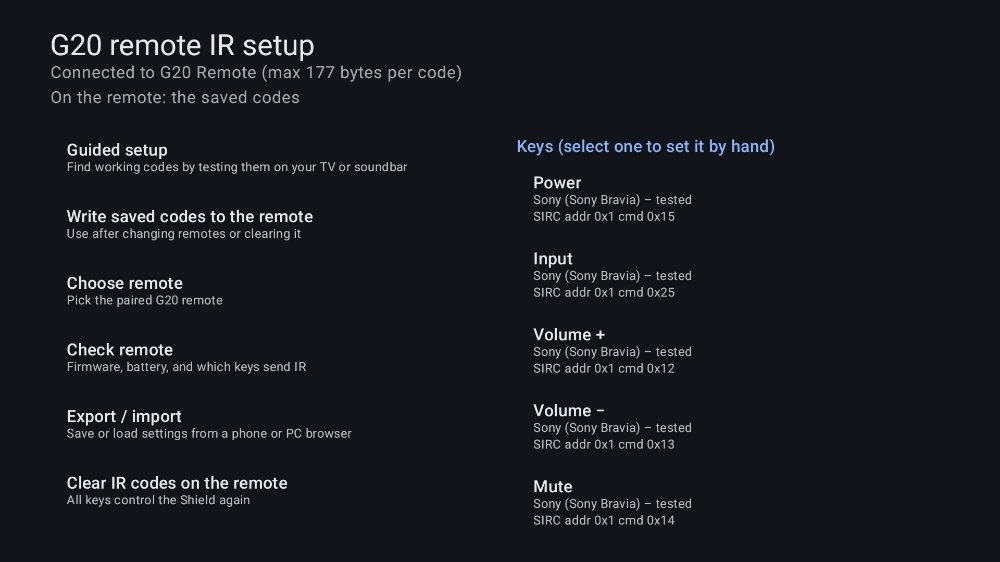 G20 remote IR setup
Connected to G20 Remote (max 177 bytes per code)
On the remote: the saved codes
Guided setup
Find working codes by testing them on your TV or soundbar
Write saved codes to the remote
Use after changing remotes or clearing it
Choose remote
Pick the paired G20 remote
Check remote
Firmware, battery, and which keys send IR
Export / import
Save or load settings from a phone or PC browser
Clear IR codes on the remote
All keys control the Shield again
Keys (select one to set it by hand)
Power
Sony (Sony Bravia) – tested
SIRC addr 0x1 cmd 0x15
Input
Sony (Sony Bravia) – tested
SIRC addr 0x1 cmd 0x25
Volume +
Sony (Sony Bravia) – tested
SIRC addr 0x1 cmd 0x12
Volume −
Sony (Sony Bravia) – tested
SIRC addr 0x1 cmd 0x13
Mute
Sony (Sony Bravia) – tested
SIRC addr 0x1 cmd 0x14